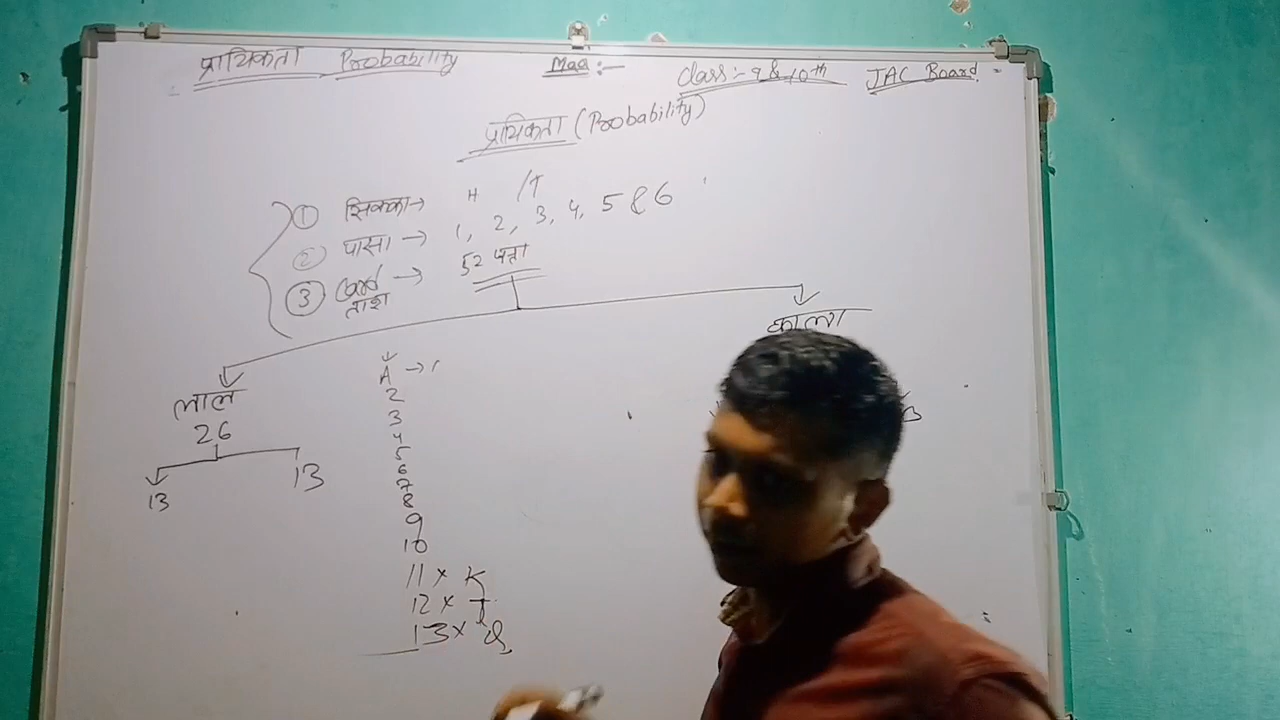 प्रायिकता Probability Maa:- Class:- 9 & 10th JAC Board
प्रायिकता (Probability)
① सिक्का→ H /T
② पासा → 1, 2, 3, 4, 5 & 6
③ Card → 52 पत्ता
ताश
काला
लाल
26
13 13
A → 1
2
3
4
5
6
7
8
9
10
11 × K
12 × J
13 × Q